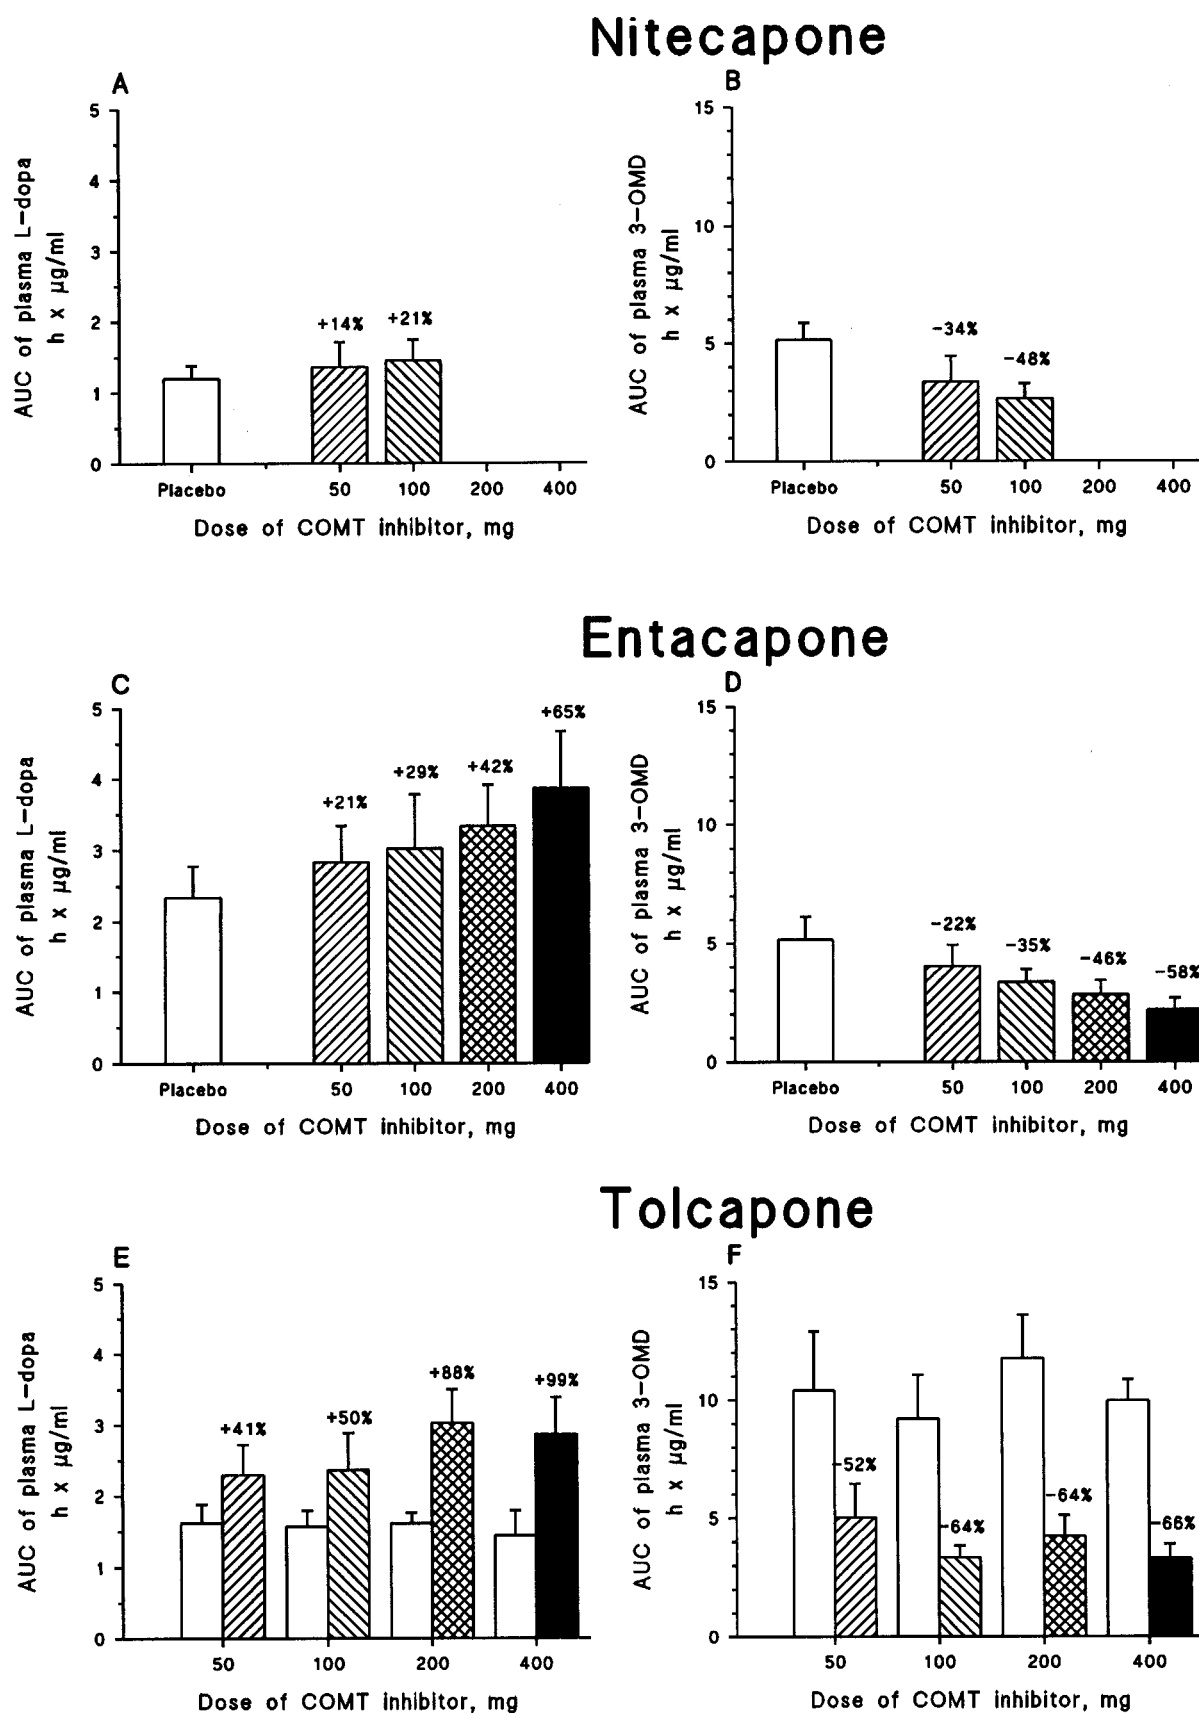 Nitecapone
A
AUC of plasma L-dopa
h x µg/ml
5
4
3
2
1
0
+14%
+21%
Placebo
50
100
200
400
Dose of COMT inhibitor, mg
B
AUC of plasma 3-OMD
h x µg/ml
15
10
5
0
-34%
-48%
Placebo
50
100
200
400
Dose of COMT inhibitor, mg
Entacapone
C
AUC of plasma L-dopa
h x µg/ml
5
4
3
2
1
0
+21%
+29%
+42%
+65%
Placebo
50
100
200
400
Dose of COMT inhibitor, mg
D
AUC of plasma 3-OMD
h x µg/ml
15
10
5
0
-22%
-35%
-46%
-58%
Placebo
50
100
200
400
Dose of COMT inhibitor, mg
Tolcapone
E
AUC of plasma L-dopa
h x µg/ml
5
4
3
2
1
0
+41%
+50%
+88%
+99%
50
100
200
400
Dose of COMT inhibitor, mg
F
AUC of plasma 3-OMD
h x µg/ml
15
10
5
0
-52%
-64%
-64%
-66%
50
100
200
400
Dose of COMT inhibitor, mg